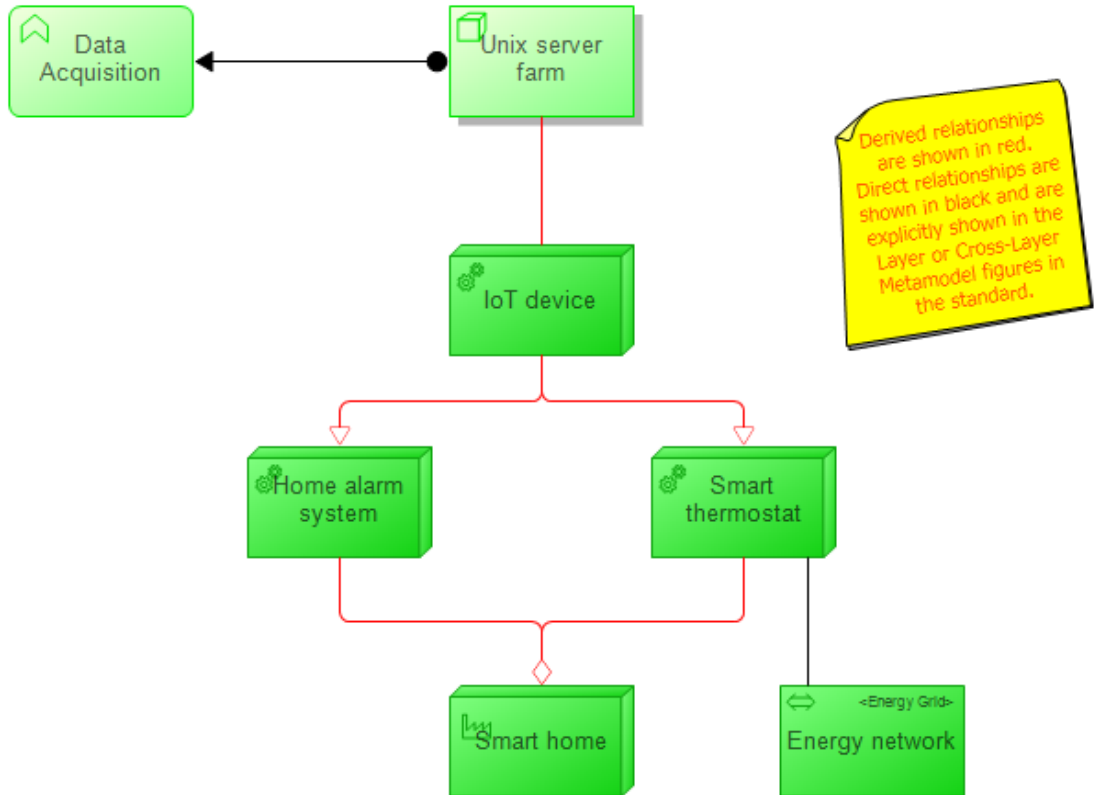 Data
Acquisition
Unix server
farm
Derived relationships
are shown in red.
Direct relationships are
shown in black and are
explicitly shown in the
Layer or Cross-Layer
Metamodel figures in
the standard.
IoT device
Home alarm
system
Smart
thermostat
Smart home
<Energy Grid>
Energy network